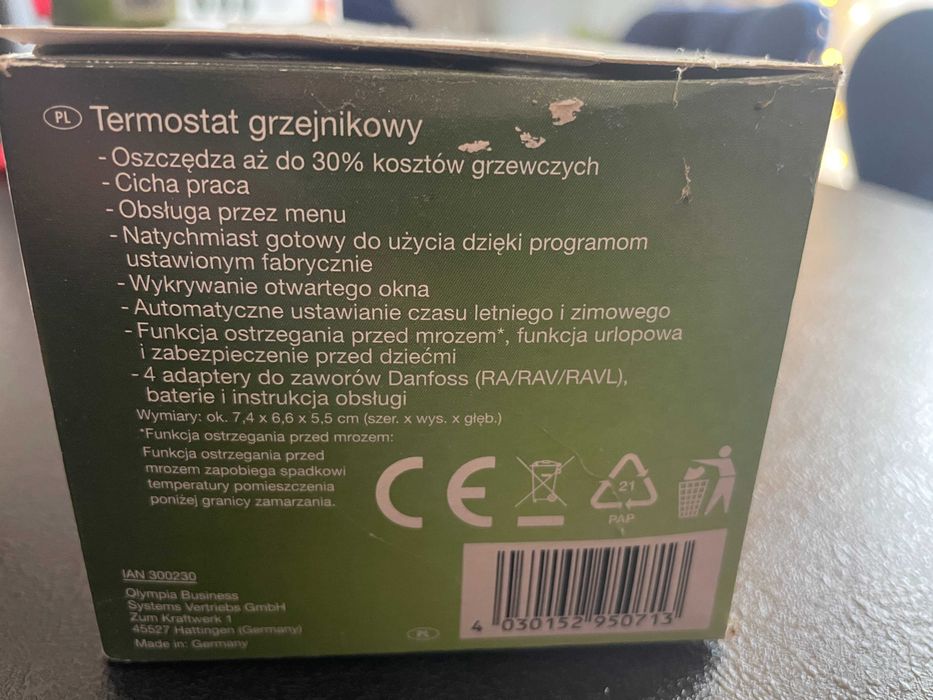 PL Termostat grzejnikowy
- Oszczędza aż do 30% kosztów grzewczych
- Cicha praca
- Obsługa przez menu
- Natychmiast gotowy do użycia dzięki programom
ustawionym fabrycznie
- Wykrywanie otwartego okna
- Automatyczne ustawianie czasu letniego i zimowego
- Funkcja ostrzegania przed mrozem*, funkcja urlopowa
i zabezpieczenie przed dziećmi
- 4 adaptery do zaworów Danfoss (RA/RAV/RAVL),
baterie i instrukcja obsługi
Wymiary: ok. 7,4 x 6,6 x 5,5 cm (szer. x wys. x głęb.)
*Funkcja ostrzegania przed mrozem:
Funkcja ostrzegania przed
mrozem zapobiega spadkowi
temperatury pomieszczenia
poniżej granicy zamarzania.
CE
21
PAP
IAN 300230
Olympia Business
Systems Vertriebs GmbH
Zum Kraftwerk 1
45527 Hattingen (Germany)
Made in: Germany
PL
4 030152 950713